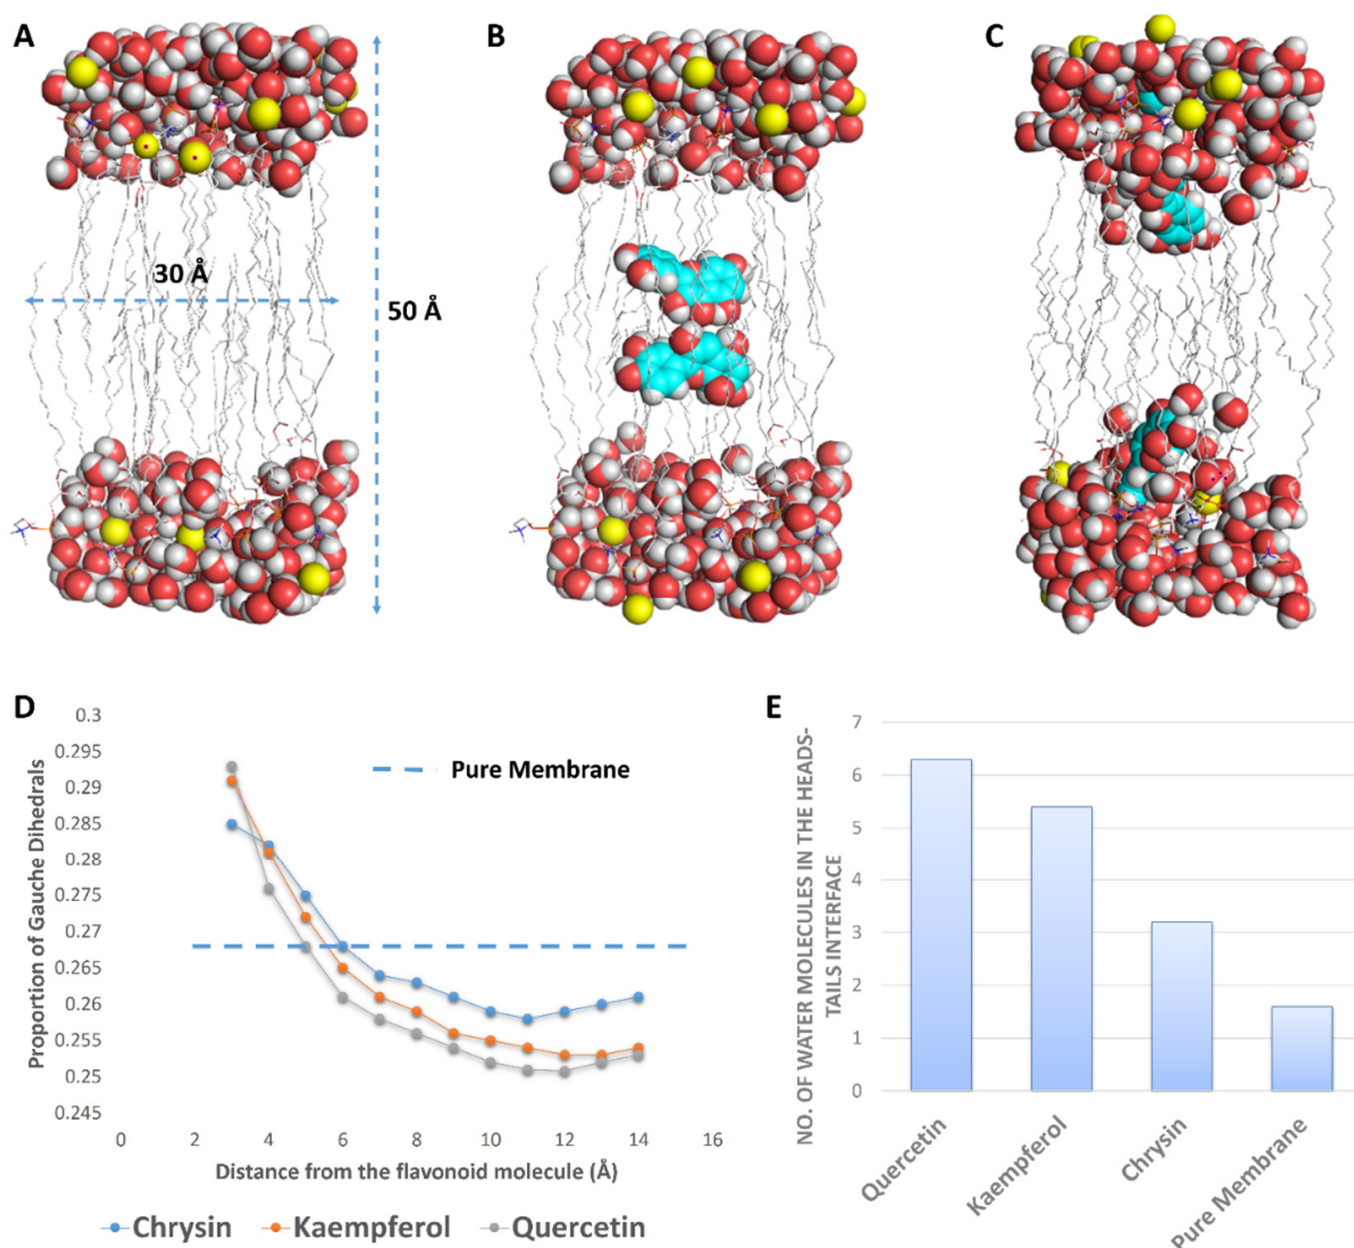 A
B
C
30 Å
50 Å
D
0.3
0.295
0.29
0.285
0.28
0.275
0.27
0.265
0.26
0.255
0.25
0.245
Proportion of Gauche Dihedrals
Pure Membrane
0 2 4 6 8 10 12 14 16
Distance from the flavonoid molecule (Å)
Chrysin Kaempferol Quercetin
E
NO. OF WATER MOLECULES IN THE HEADS-
TAILS INTERFACE
7
6
5
4
3
2
1
0
Quercetin
Kaempferol
Chrysin
Pure Membrane